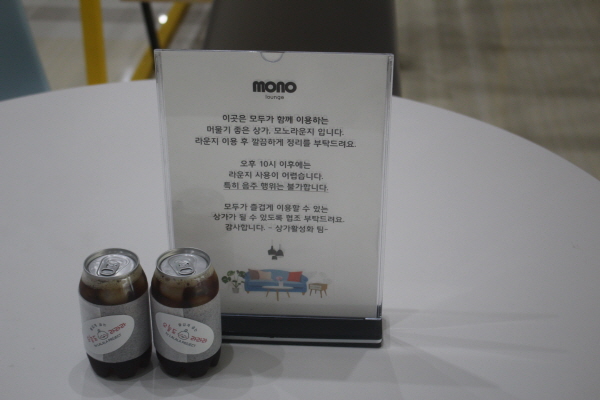 mono
lounge
이곳은 모두가 함께 이용하는
머물기 좋은 상가, 모노라운지 입니다.
라운지 이용 후 말끔하게 정리를 부탁드려요.
오후 10시 이후에는
라운지 사용이 어렵습니다.
특히 음주 행위는 불가합니다.
모두가 즐겁게 이용할 수 있는
상가가 될 수 있도록 협조 부탁드려요.
감사합니다. - 상가활성화 팀-